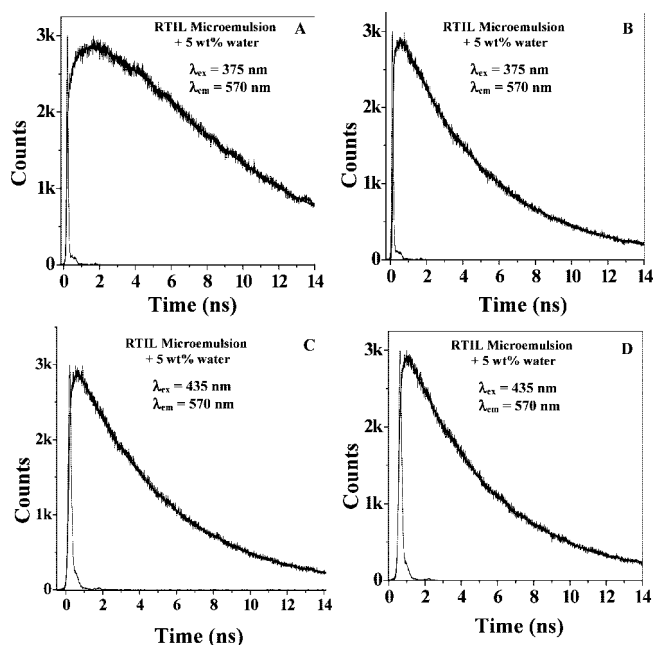 RTIL Microemulsion A
+ 5 wt% water
λex = 375 nm
λem = 570 nm
3k
2k
1k
0
Counts
0 2 4 6 8 10 12 14
Time (ns)
RTIL Microemulsion B
+ 5 wt% water
λex = 375 nm
λem = 570 nm
3k
2k
1k
0
Counts
0 2 4 6 8 10 12 14
Time (ns)
RTIL Microemulsion C
+ 5 wt% water
λex = 435 nm
λem = 570 nm
3k
2k
1k
0
Counts
0 2 4 6 8 10 12 14
Time (ns)
RTIL Microemulsion D
+ 5 wt% water
λex = 435 nm
λem = 570 nm
3k
2k
1k
0
Counts
0 2 4 6 8 10 12 14
Time (ns)